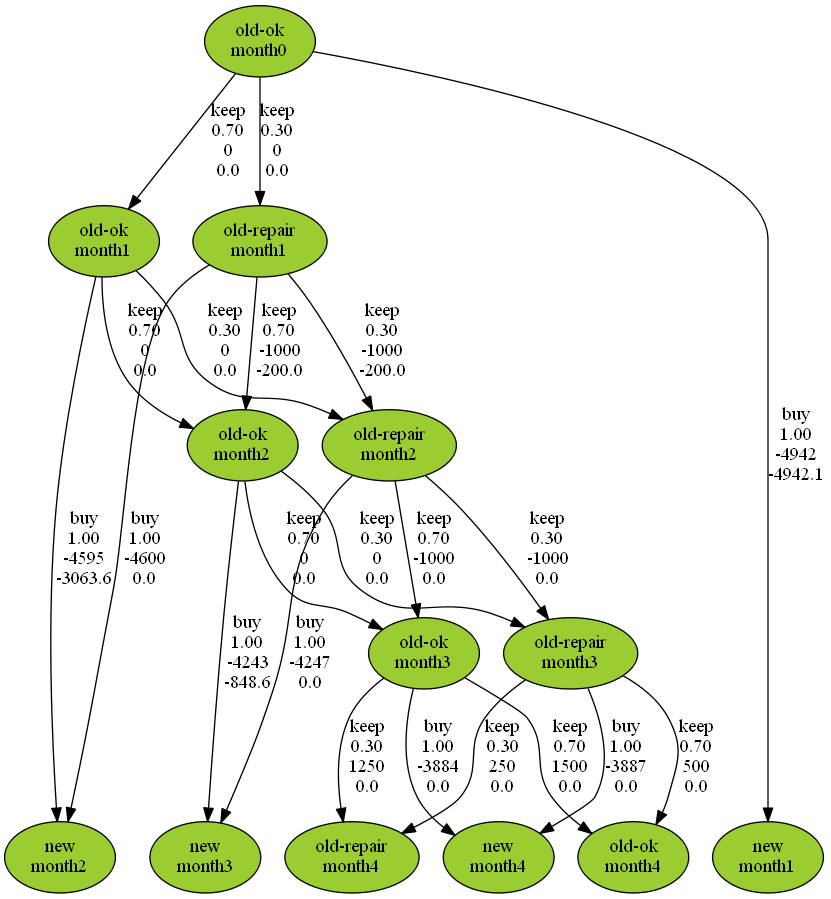 old-ok
month0
keep
0.70
0
0.0
keep
0.30
0
0.0
old-ok
month1
old-repair
month1
keep
0.70
0
0.0
keep
0.30
0
0.0
keep
0.70
-1000
-200.0
keep
0.30
-1000
-200.0
buy
1.00
-4942
-4942.1
old-ok
month2
old-repair
month2
buy
1.00
-4595
-3063.6
buy
1.00
-4600
0.0
keep
0.70
0
0.0
keep
0.30
0
0.0
keep
0.70
-1000
0.0
keep
0.30
-1000
0.0
buy
1.00
-4243
-848.6
buy
1.00
-4247
0.0
old-ok
month3
old-repair
month3
keep
0.30
1250
0.0
buy
1.00
-3884
0.0
keep
0.30
250
0.0
keep
0.70
1500
0.0
buy
1.00
-3887
0.0
keep
0.70
500
0.0
new
month2
new
month3
old-repair
month4
new
month4
old-ok
month4
new
month1